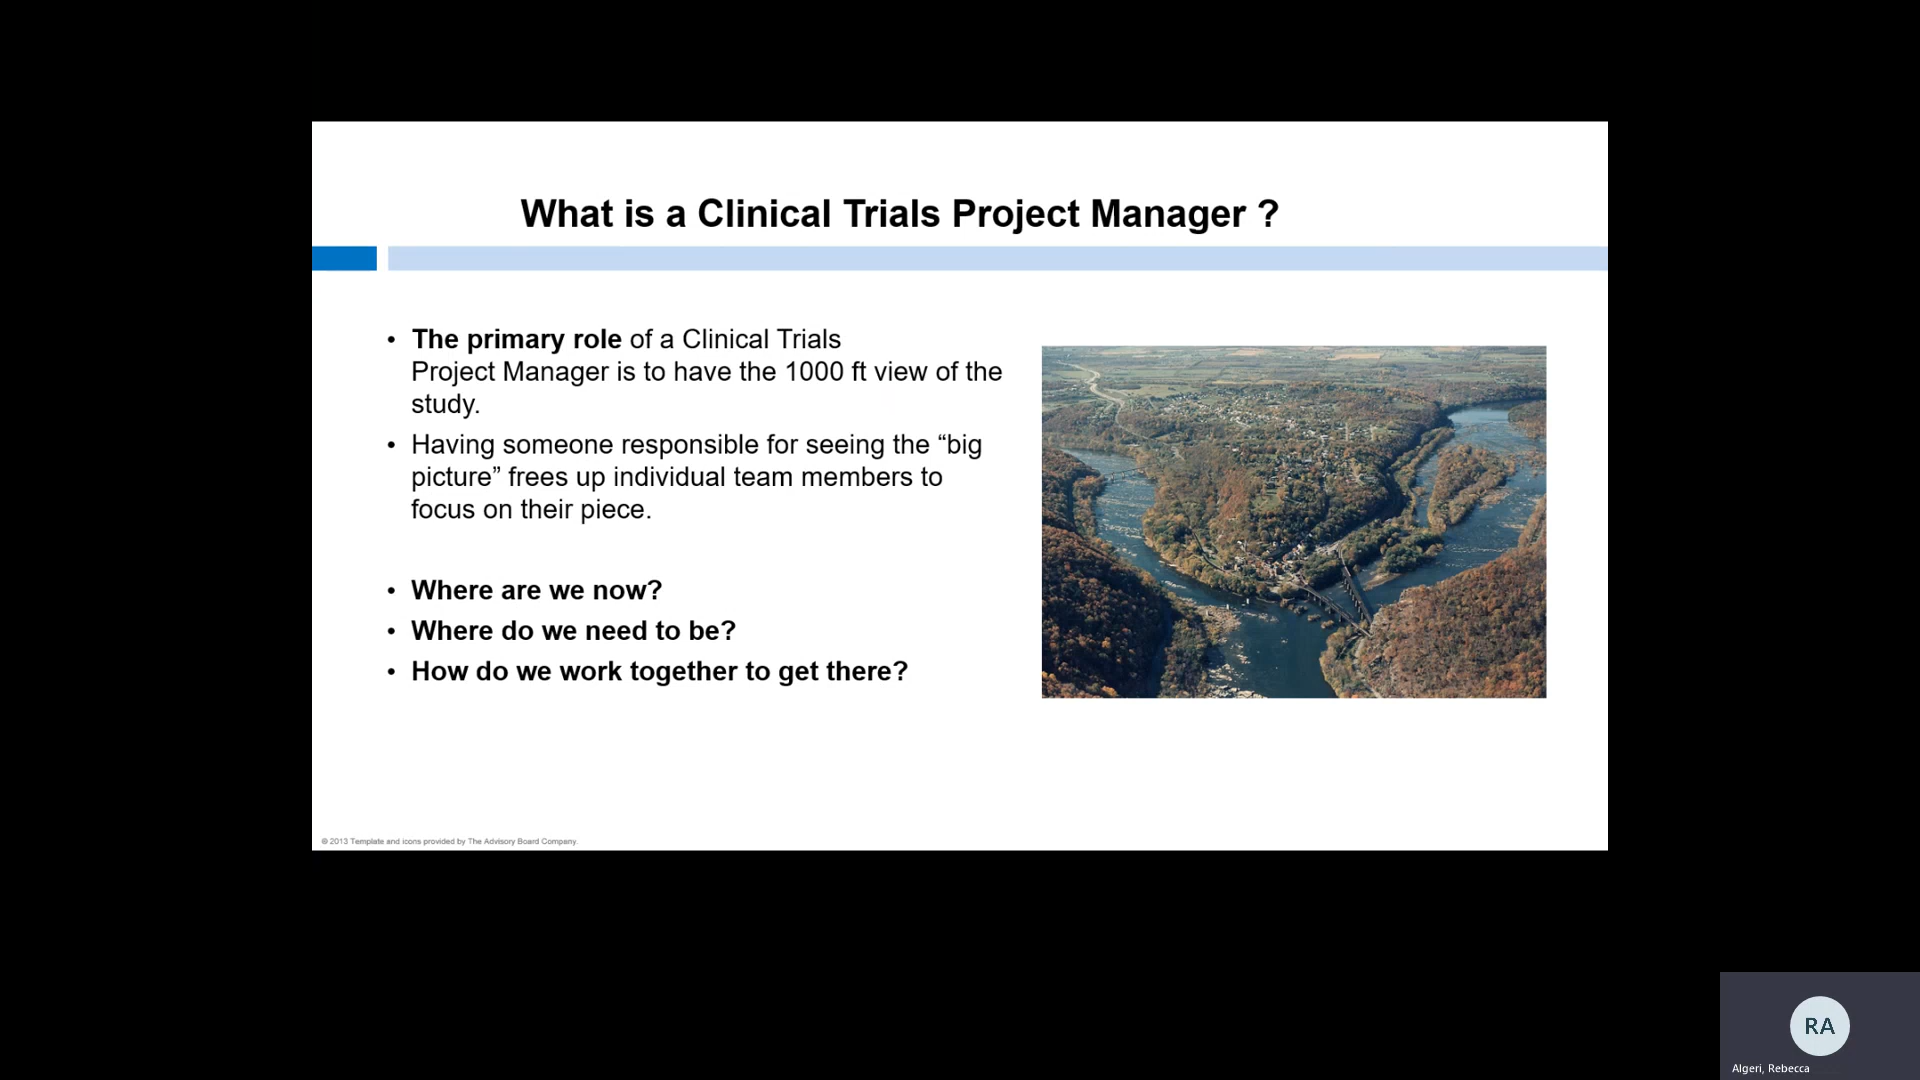 What is a Clinical Trials Project Manager ?
• The primary role of a Clinical Trials
Project Manager is to have the 1000 ft view of the
study.
• Having someone responsible for seeing the “big
picture” frees up individual team members to
focus on their piece.
• Where are we now?
• Where do we need to be?
• How do we work together to get there?
© 2013 Template and icons provided by The Advisory Board Company.
RA
Algeri, Rebecca